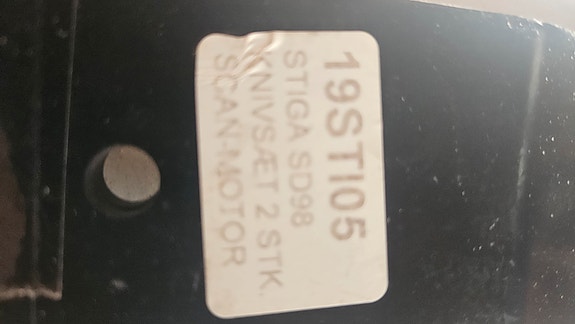 19STI05
STIGA SD98
KNIVSÆT 2 STK.
SCAN-MOTOR